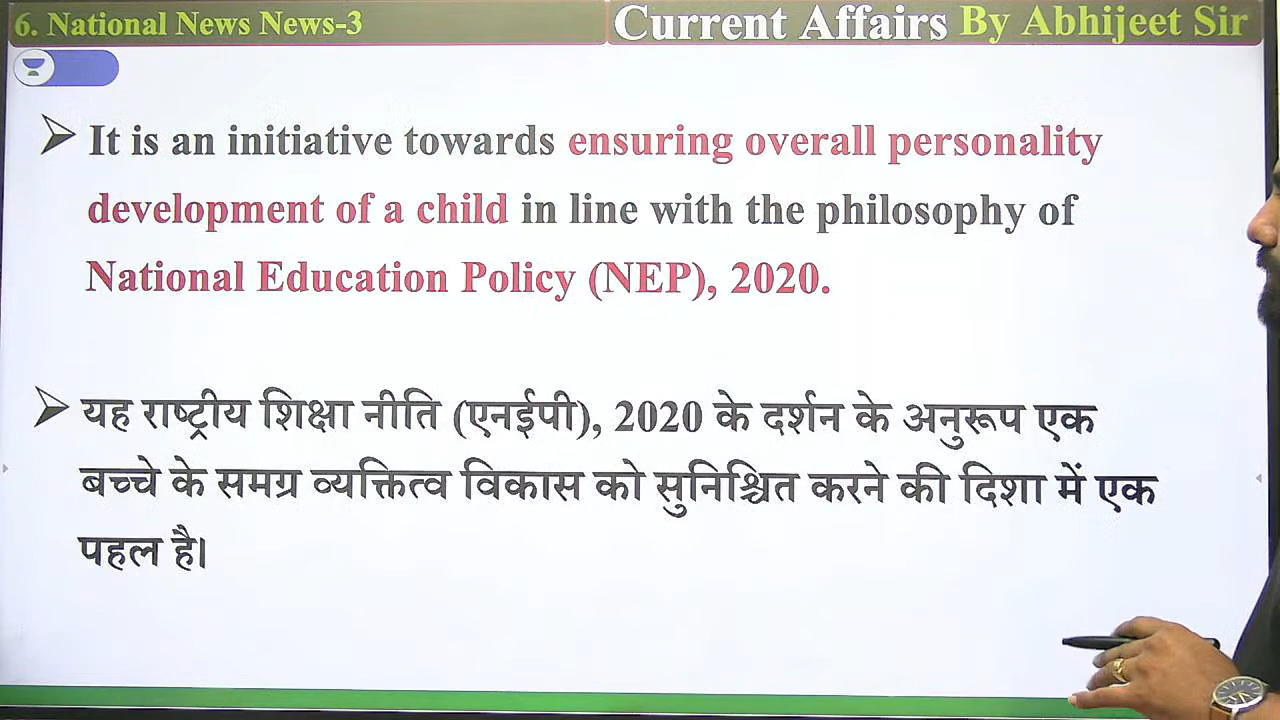 6. National News News-3
Current Affairs By Abhijeet Sir
It is an initiative towards ensuring overall personality
development of a child in line with the philosophy of
National Education Policy (NEP), 2020.
यह राष्ट्रीय शिक्षा नीति (एनईपी), 2020 के दर्शन के अनुरूप एक
बच्चे के समग्र व्यक्तित्व विकास को सुनिश्चित करने की दिशा में एक
पहल है।